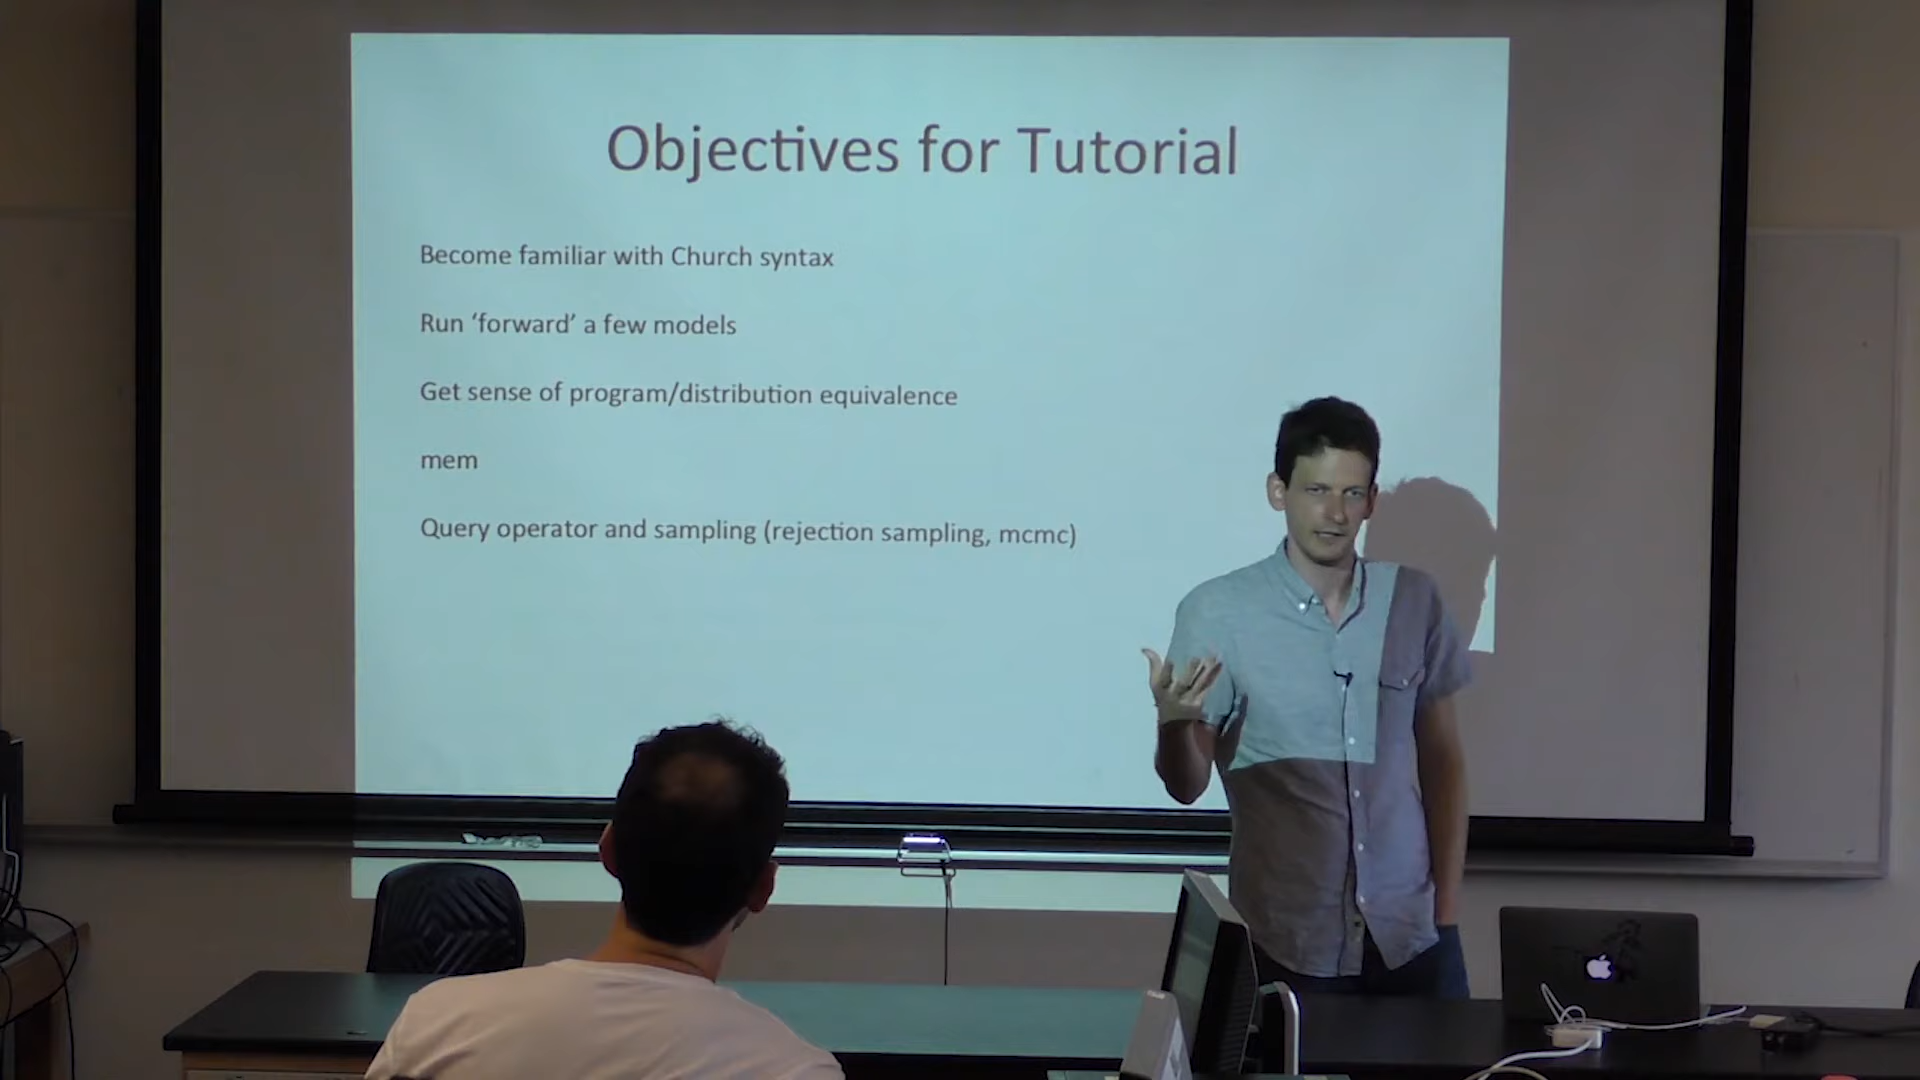 Objectives for Tutorial
Become familiar with Church syntax
Run ‘forward’ a few models
Get sense of program/distribution equivalence
mem
Query operator and sampling (rejection sampling, mcmc)